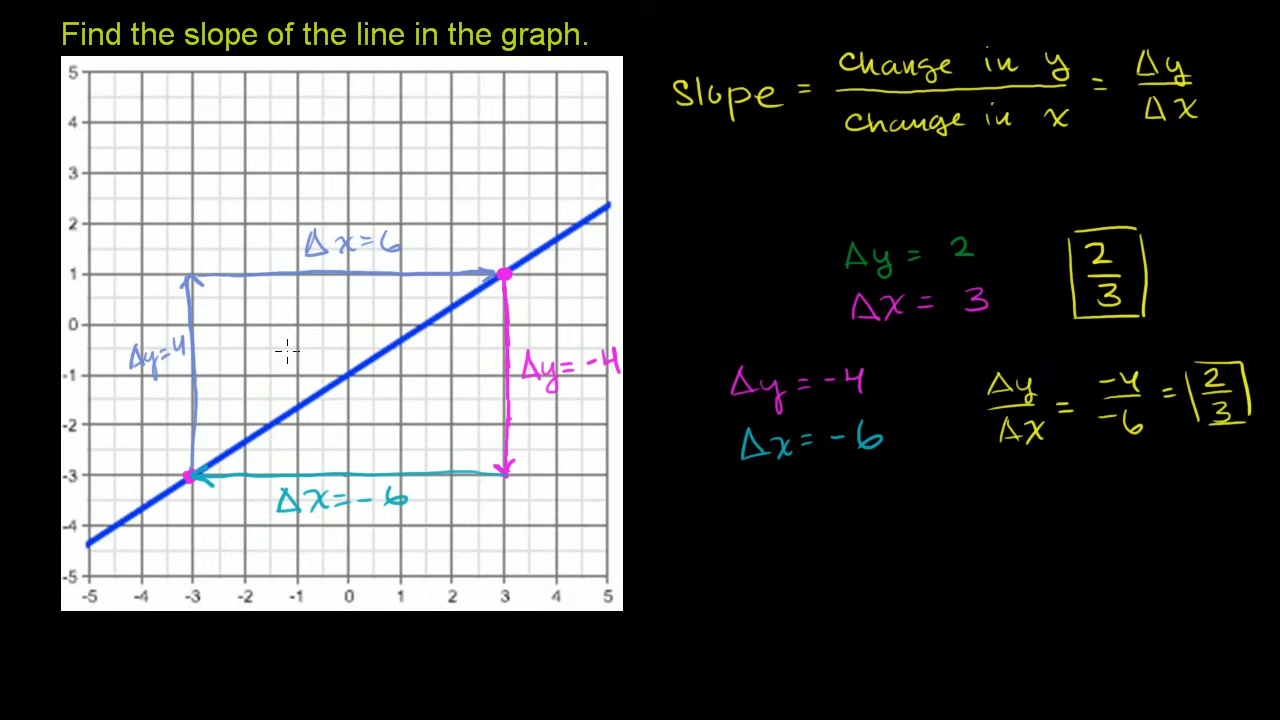 Find the slope of the line in the graph.
slope = change in y / change in x = Δy / Δx
5
4
3
2
1
0
-1
-2
-3
-4
-5
-5 -4 -3 -2 -1 0 1 2 3 4 5
Δx=6
Δy=4
Δy=-4
Δx=-6
Δy = 2
Δx = 3
2/3
Δy = -4
Δx = -6
Δy/Δx = -4/-6 = 2/3